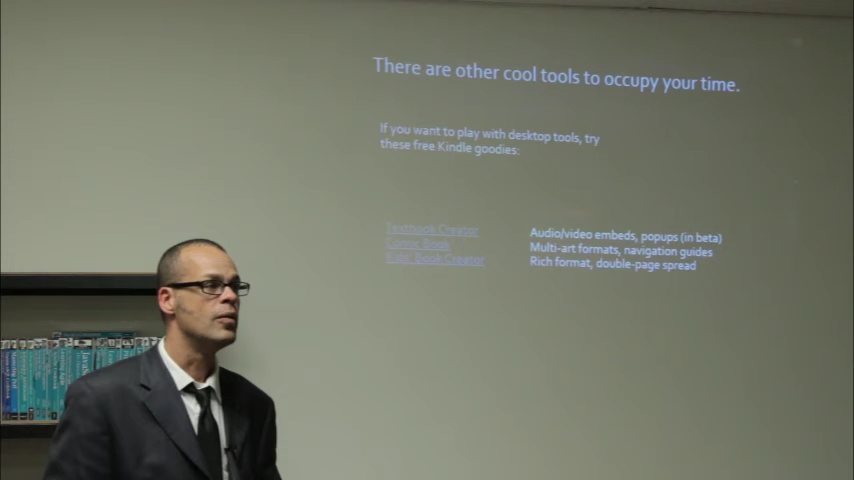 There are other cool tools to occupy your time.
If you want to play with desktop tools, try
these free Kindle goodies:
Textbook Creator
Audio/video embeds, popups (in beta)
Comic Book
Multi-art formats, navigation guides
Kids' Book Creator
Rich format, double-page spread